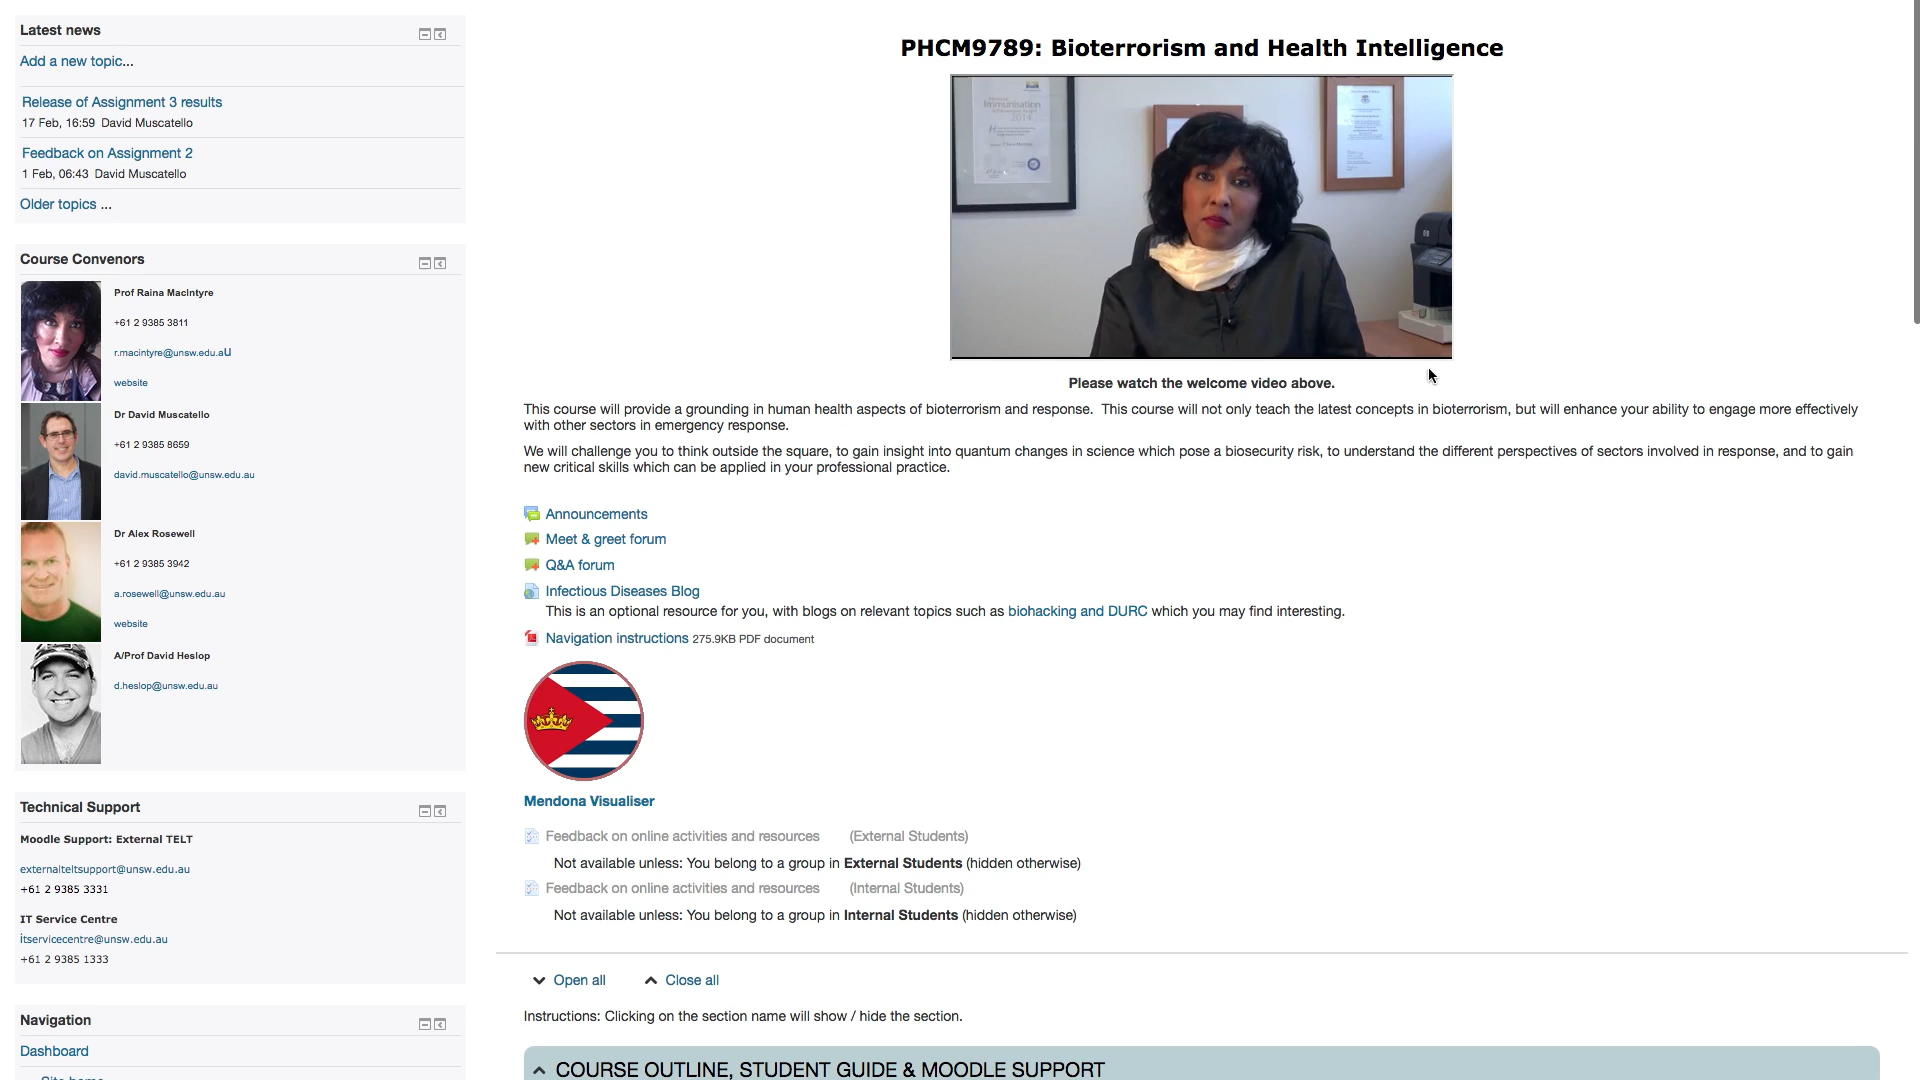 Latest news
Add a new topic...
Release of Assignment 3 results
17 Feb, 16:59 David Muscatello
Feedback on Assignment 2
1 Feb, 06:43 David Muscatello
Older topics ...
Course Convenors
Prof Raina MacIntyre
+61 2 9385 3811
r.macintyre@unsw.edu.aU
website
Dr David Muscatello
+61 2 9385 8659
david.muscatello@unsw.edu.au
Dr Alex Rosewell
+61 2 9385 3942
a.rosewell@unsw.edu.au
website
A/Prof David Heslop
d.heslop@unsw.edu.au
Technical Support
Moodle Support: External TELT
externalteltsupport@unsw.edu.au
+61 2 9385 3331
IT Service Centre
itservicecentre@unsw.edu.au
+61 2 9385 1333
Navigation
Dashboard
Site home
PHCM9789: Bioterrorism and Health Intelligence
Immunisation
2014
Please watch the welcome video above.
This course will provide a grounding in human health aspects of bioterrorism and response. This course will not only teach the latest concepts in bioterrorism, but will enhance your ability to engage more effectively
with other sectors in emergency response.
We will challenge you to think outside the square, to gain insight into quantum changes in science which pose a biosecurity risk, to understand the different perspectives of sectors involved in response, and to gain
new critical skills which can be applied in your professional practice.
Announcements
Meet & greet forum
Q&A forum
Infectious Diseases Blog
This is an optional resource for you, with blogs on relevant topics such as biohacking and DURC which you may find interesting.
Navigation instructions 275.9KB PDF document
Mendona Visualiser
Feedback on online activities and resources (External Students)
Not available unless: You belong to a group in External Students (hidden otherwise)
Feedback on online activities and resources (Internal Students)
Not available unless: You belong to a group in Internal Students (hidden otherwise)
Open all Close all
Instructions: Clicking on the section name will show / hide the section.
COURSE OUTLINE, STUDENT GUIDE & MOODLE SUPPORT